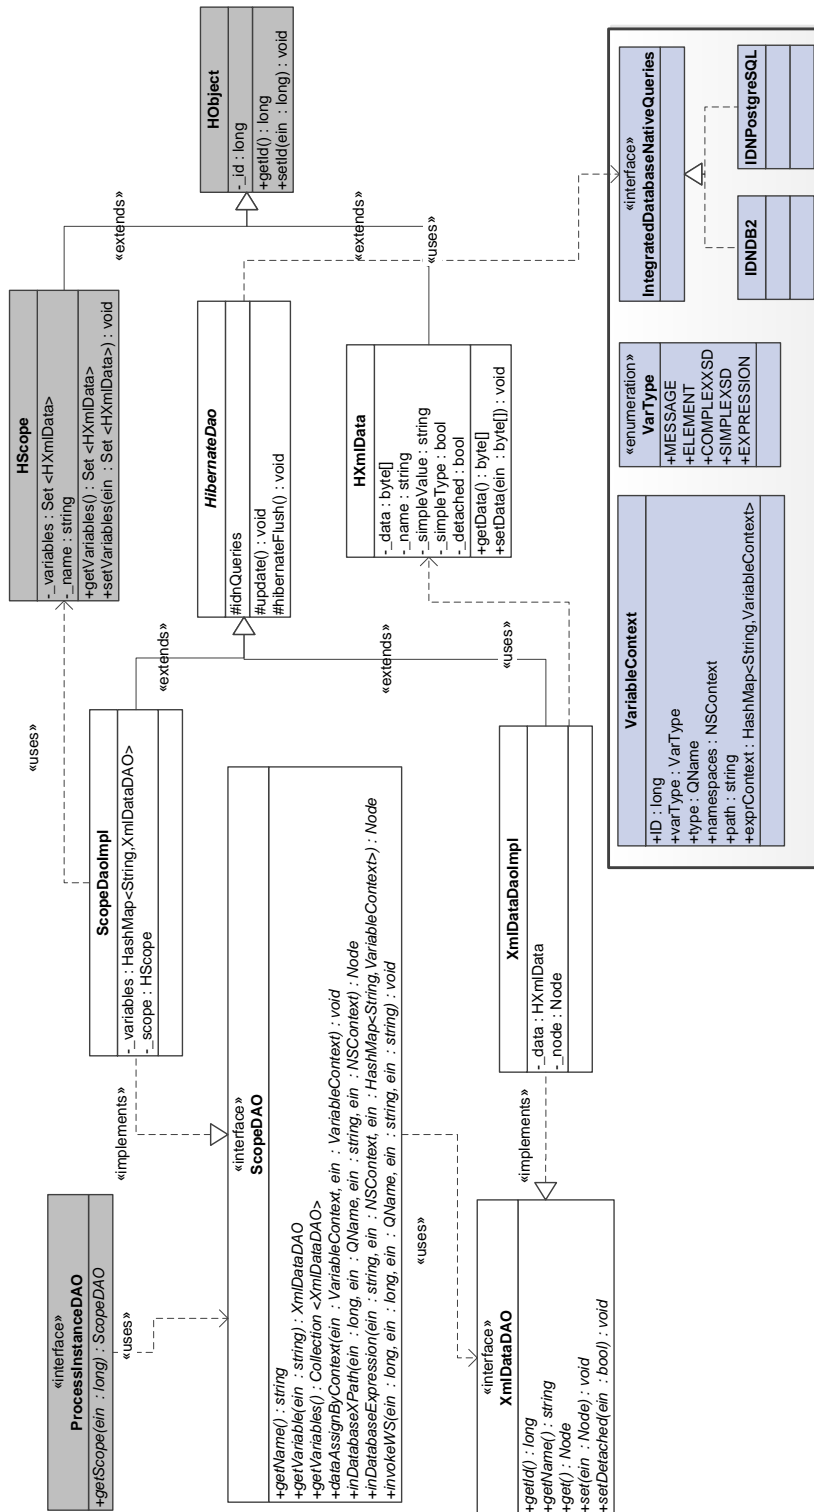 «interface»
ProcessInstanceDAO
+getScope(ein : long) : ScopeDAO
«uses»
«implements»
«interface»
ScopeDAO
+getName() : string
+getVariable(ein : string) : XmlDataDAO
+getVariables() : Collection <XmlDataDAO>
+dataAssignByContext(ein : VariableContext, ein : VariableContext) : void
+inDatabaseXPath(ein : long, ein : QName, ein : string, ein : NSContext) : Node
+inDatabaseExpression(ein : string, ein : NSContext, ein : HashMap<String,VariableContext>) : Node
+invokeWS(ein : long, ein : long, ein : QName, ein : string, ein : string) : void
«uses»
«interface»
XmlDataDAO
+getId() : long
+getName() : string
+get() : Node
+set(ein : Node) : void
+setDetached(ein : bool) : void
«implements»
ScopeDaoImpl
-_variables : HashMap<String,XmlDataDAO>
-_scope : HScope
«uses»
XmlDataDaoImpl
-_data : HXmlData
-_node : Node
«extends»
«extends»
«uses»
HScope
-_variables : Set <HXmlData>
-_name : string
+getVariables() : Set <HXmlData>
+setVariables(ein : Set <HXmlData>) : void
HibernateDao
#idnQueries
#update() : void
#hibernateFlush() : void
HXmlData
-_data : byte[]
-_name : string
-_simpleValue : string
-_simpleType : bool
-_detached : bool
+getData() : byte[]
+setData(ein : byte[]) : void
«extends»
«extends»
«uses»
HObject
-_id : long
+getId() : long
+setId(ein : long) : void
VariableContext
+ID : long
+varType : VarType
+type : QName
+namespaces : NSContext
+path : string
+exprContext : HashMap<String,VariableContext>
«enumeration»
VarType
+MESSAGE
+ELEMENT
+COMPLEXXSD
+SIMPLEXSD
+EXPRESSION
«interface»
IntegratedDatabaseNativeQueries
IDNDB2
IDNPostgreSQL